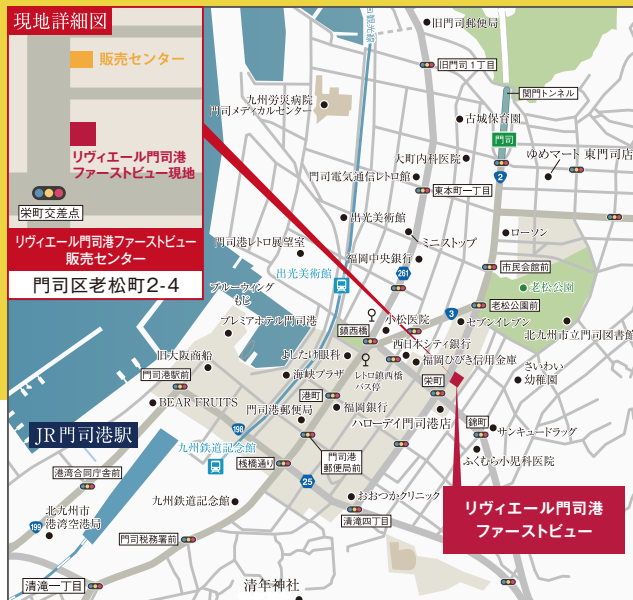 現地詳細図
販売センター
リヴィエール門司港
ファーストビュー現地
栄町交差点
リヴィエール門司港ファーストビュー
販売センター
門司区老松町2-4
観光線
旧門司郵便局
旧門司1丁目
関門トンネル
九州労災病院
門司メディカルセンター
古城保育園
門司
大町内科医院
ゆめマート 東門司店
門司電気通信レトロ館
2
東本町一丁目
出光美術館
ミニストップ
ローソン
門司港レトロ展望室
福岡中央銀行
市民会館前
出光美術館
261
老松公園
ブルーウィング
もじ
老松公園前
プレミアホテル門司港
小松医院
3
セブンイレブン
北九州市立門司図書館
鎮西橋
西日本シティ銀行
旧大阪商船
よしたけ眼科
福岡ひびき信用金庫
さいわい
幼稚園
門司港駅前
海峡プラザ
レトロ鎮西橋
バス停
栄町
BEAR FRUITS
港町
福岡銀行
ハローデイ門司港店
錦町
サンキュードラッグ
門司港郵便局
JR門司港駅
198
九州鉄道記念館
桟橋通り
門司港
郵便局前
ふくむら小児科医院
港湾合同庁舎前
25
リヴィエール門司港
ファーストビュー
九州鉄道記念館
おおつかクリニック
北九州市
港湾空港局
199
清滝四丁目
門司税務署前
清滝一丁目
清年神社